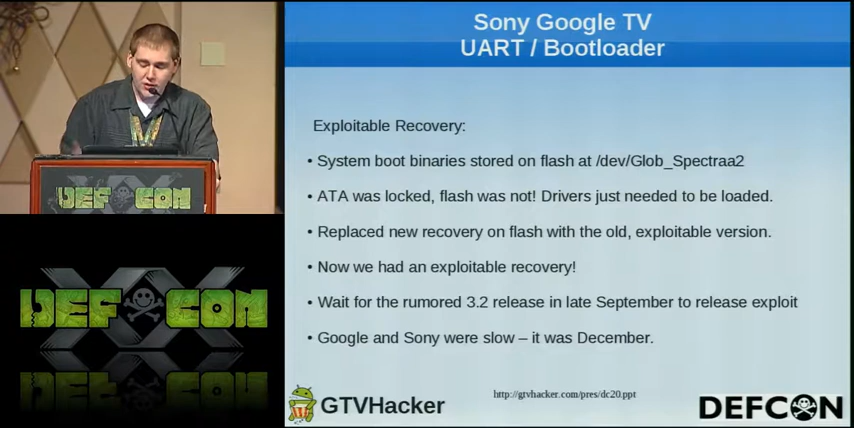 Sony Google TV
UART / Bootloader
Exploitable Recovery:
• System boot binaries stored on flash at /dev/Glob_Spectraa2
• ATA was locked, flash was not! Drivers just needed to be loaded.
• Replaced new recovery on flash with the old, exploitable version.
• Now we had an exploitable recovery!
• Wait for the rumored 3.2 release in late September to release exploit
• Google and Sony were slow – it was December.
GTVHacker
http://gtvhacker.com/pres/dc20.ppt
DEFCON
DEF CON
DEF CON
XX